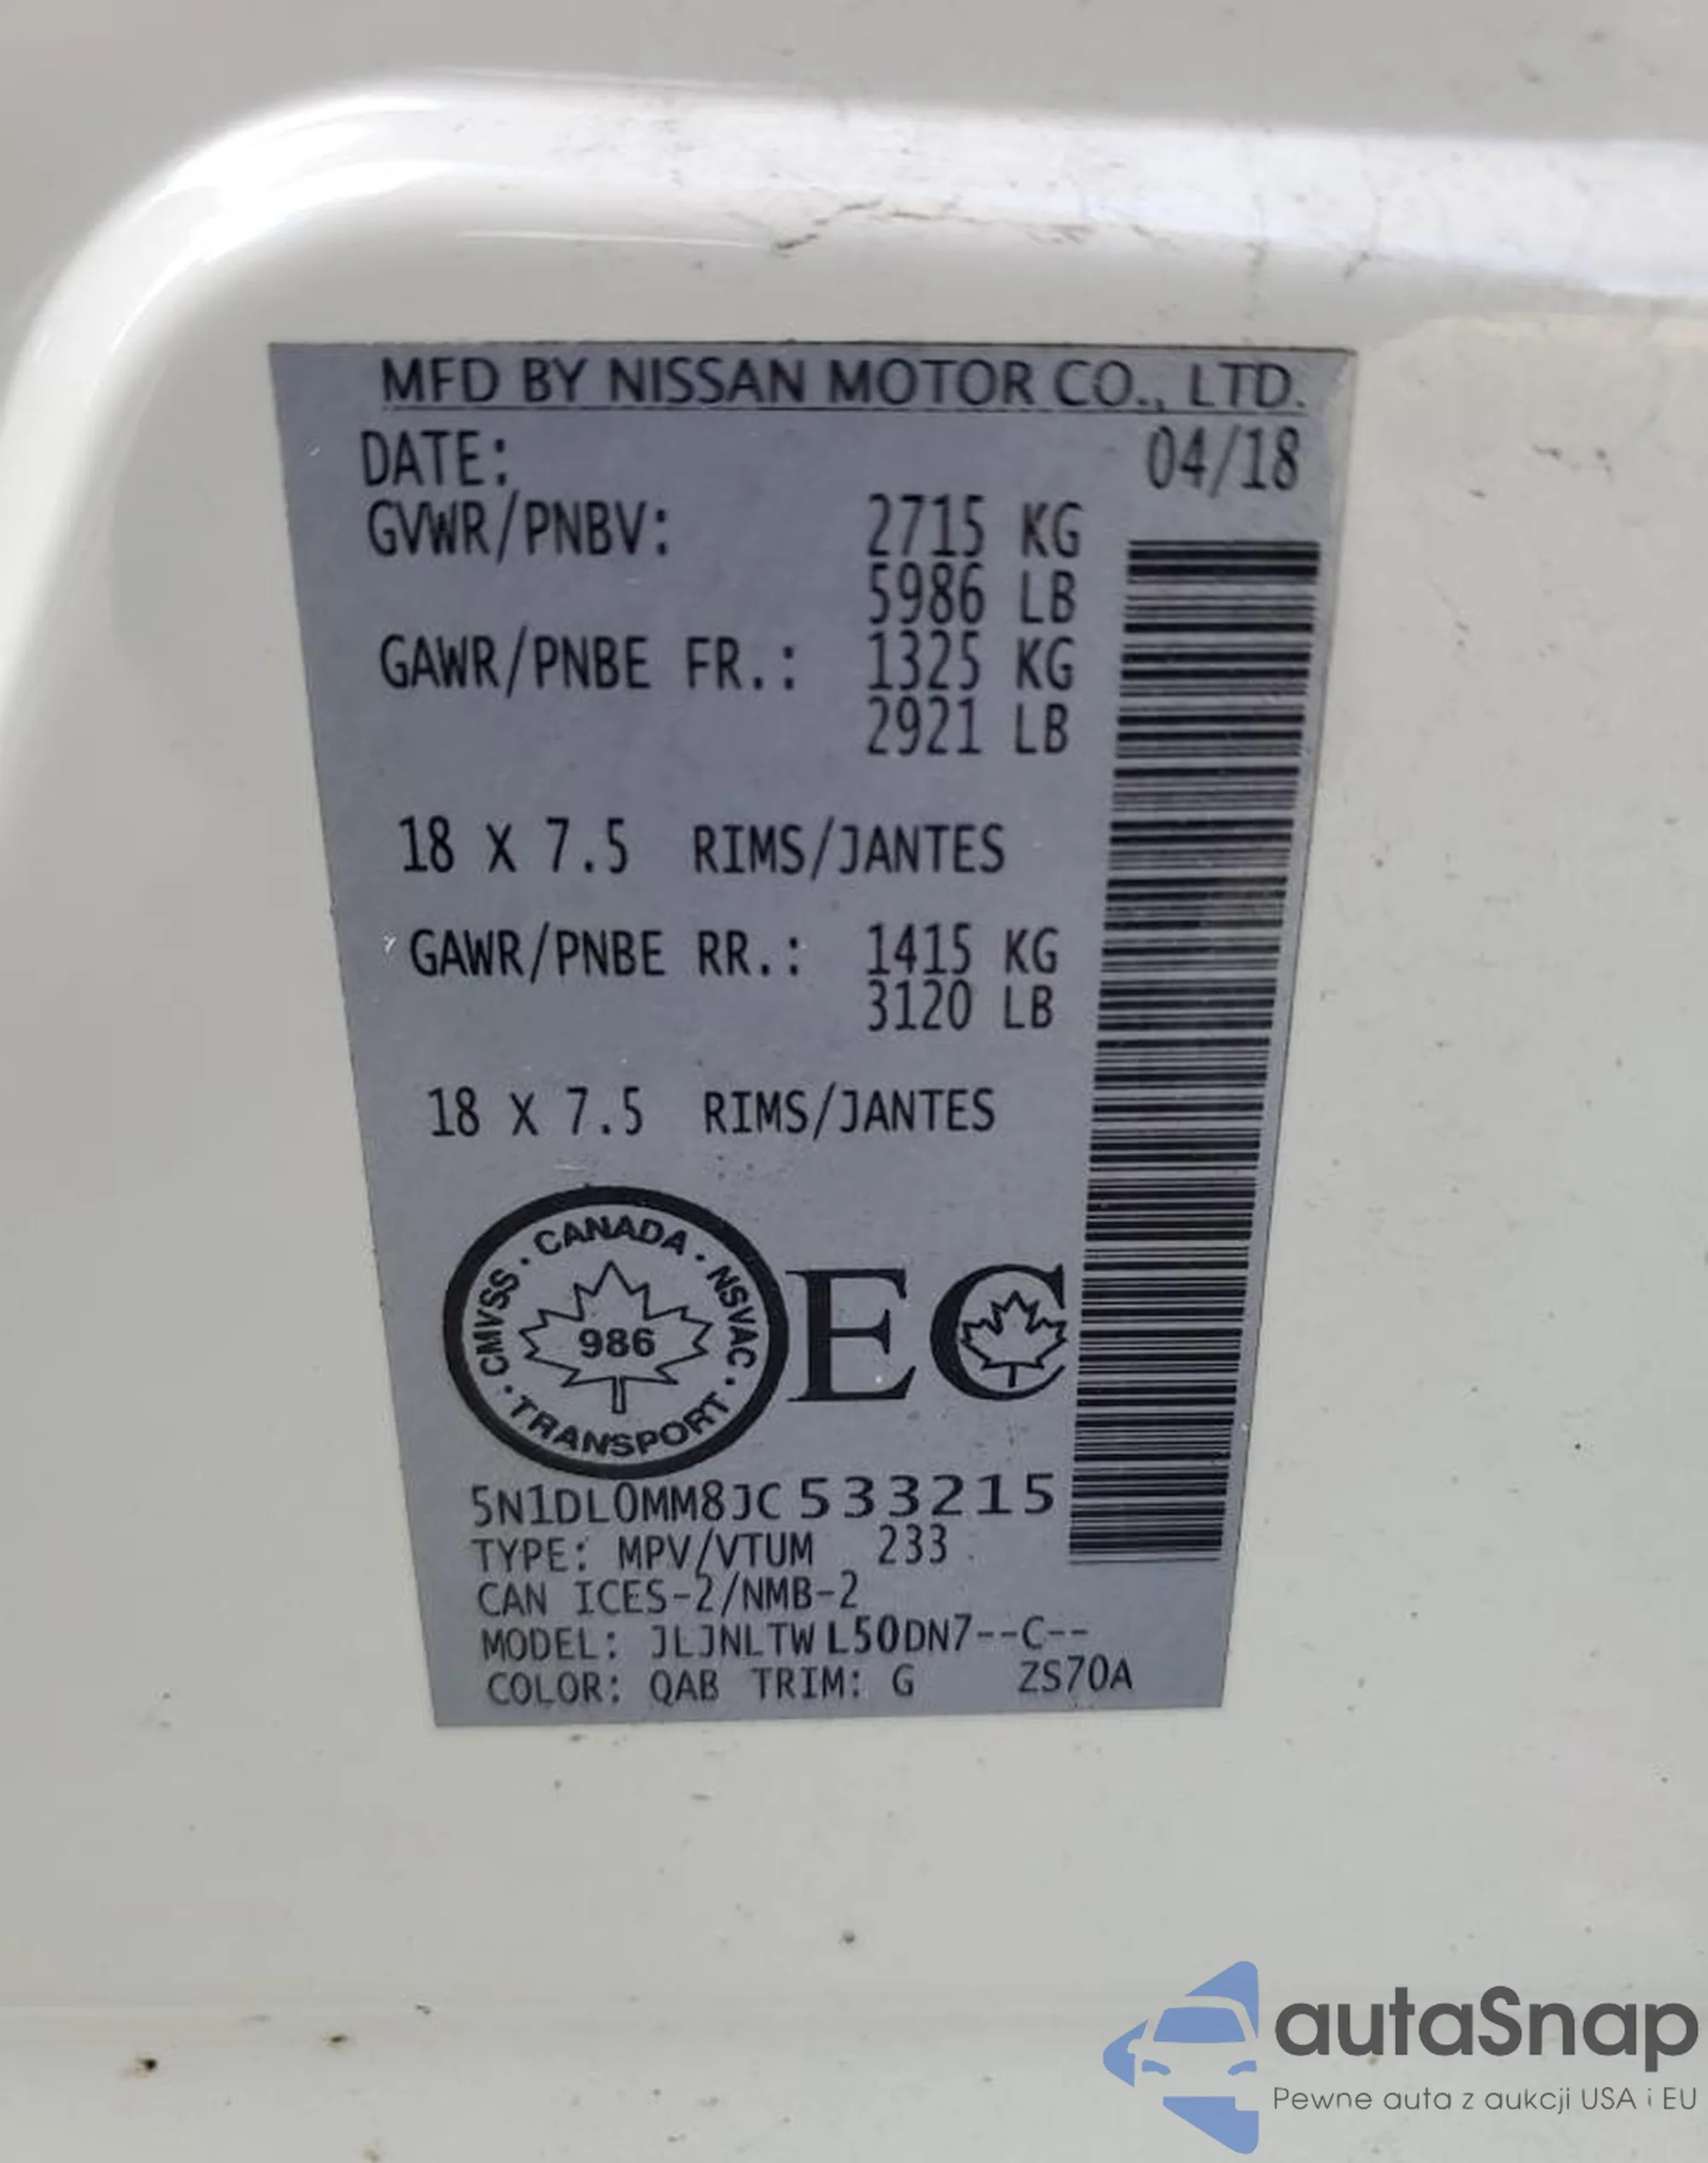 MFD BY NISSAN MOTOR CO., LTD.
DATE: 04/18
GVWR/PNBV: 2715 KG
5986 LB
GAWR/PNBE FR.: 1325 KG
2921 LB
18 X 7.5 RIMS/JANTES
GAWR/PNBE RR.: 1415 KG
3120 LB
18 X 7.5 RIMS/JANTES
CANADA · NSVAC · TRANSPORT · CMVSS ·
986
EC
5N1DL0MM8JC533215
TYPE: MPV/VTUM 233
CAN ICES-2/NMB-2
MODEL: JLJNLTWL50DN7--C--
COLOR: QAB TRIM: G ZS70A
autaSnap
Pewne auta z aukcji USA i EU